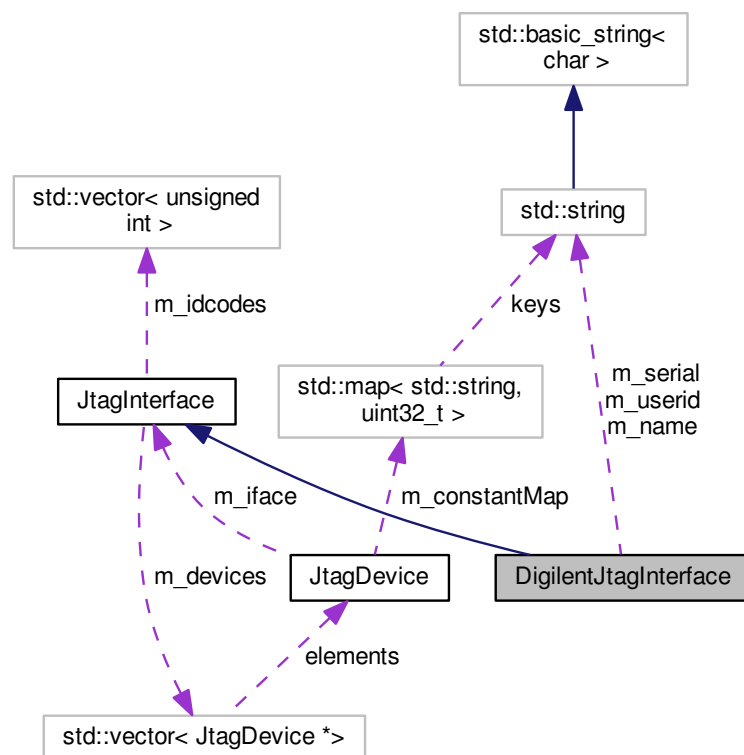 std::basic_string<
char >
std::vector< unsigned
int >
std::string
m_idcodes
keys
std::map< std::string,
uint32_t >
m_serial
m_userid
m_name
JtagInterface
m_iface
m_constantMap
m_devices
JtagDevice
DigilentJtagInterface
elements
std::vector< JtagDevice *>